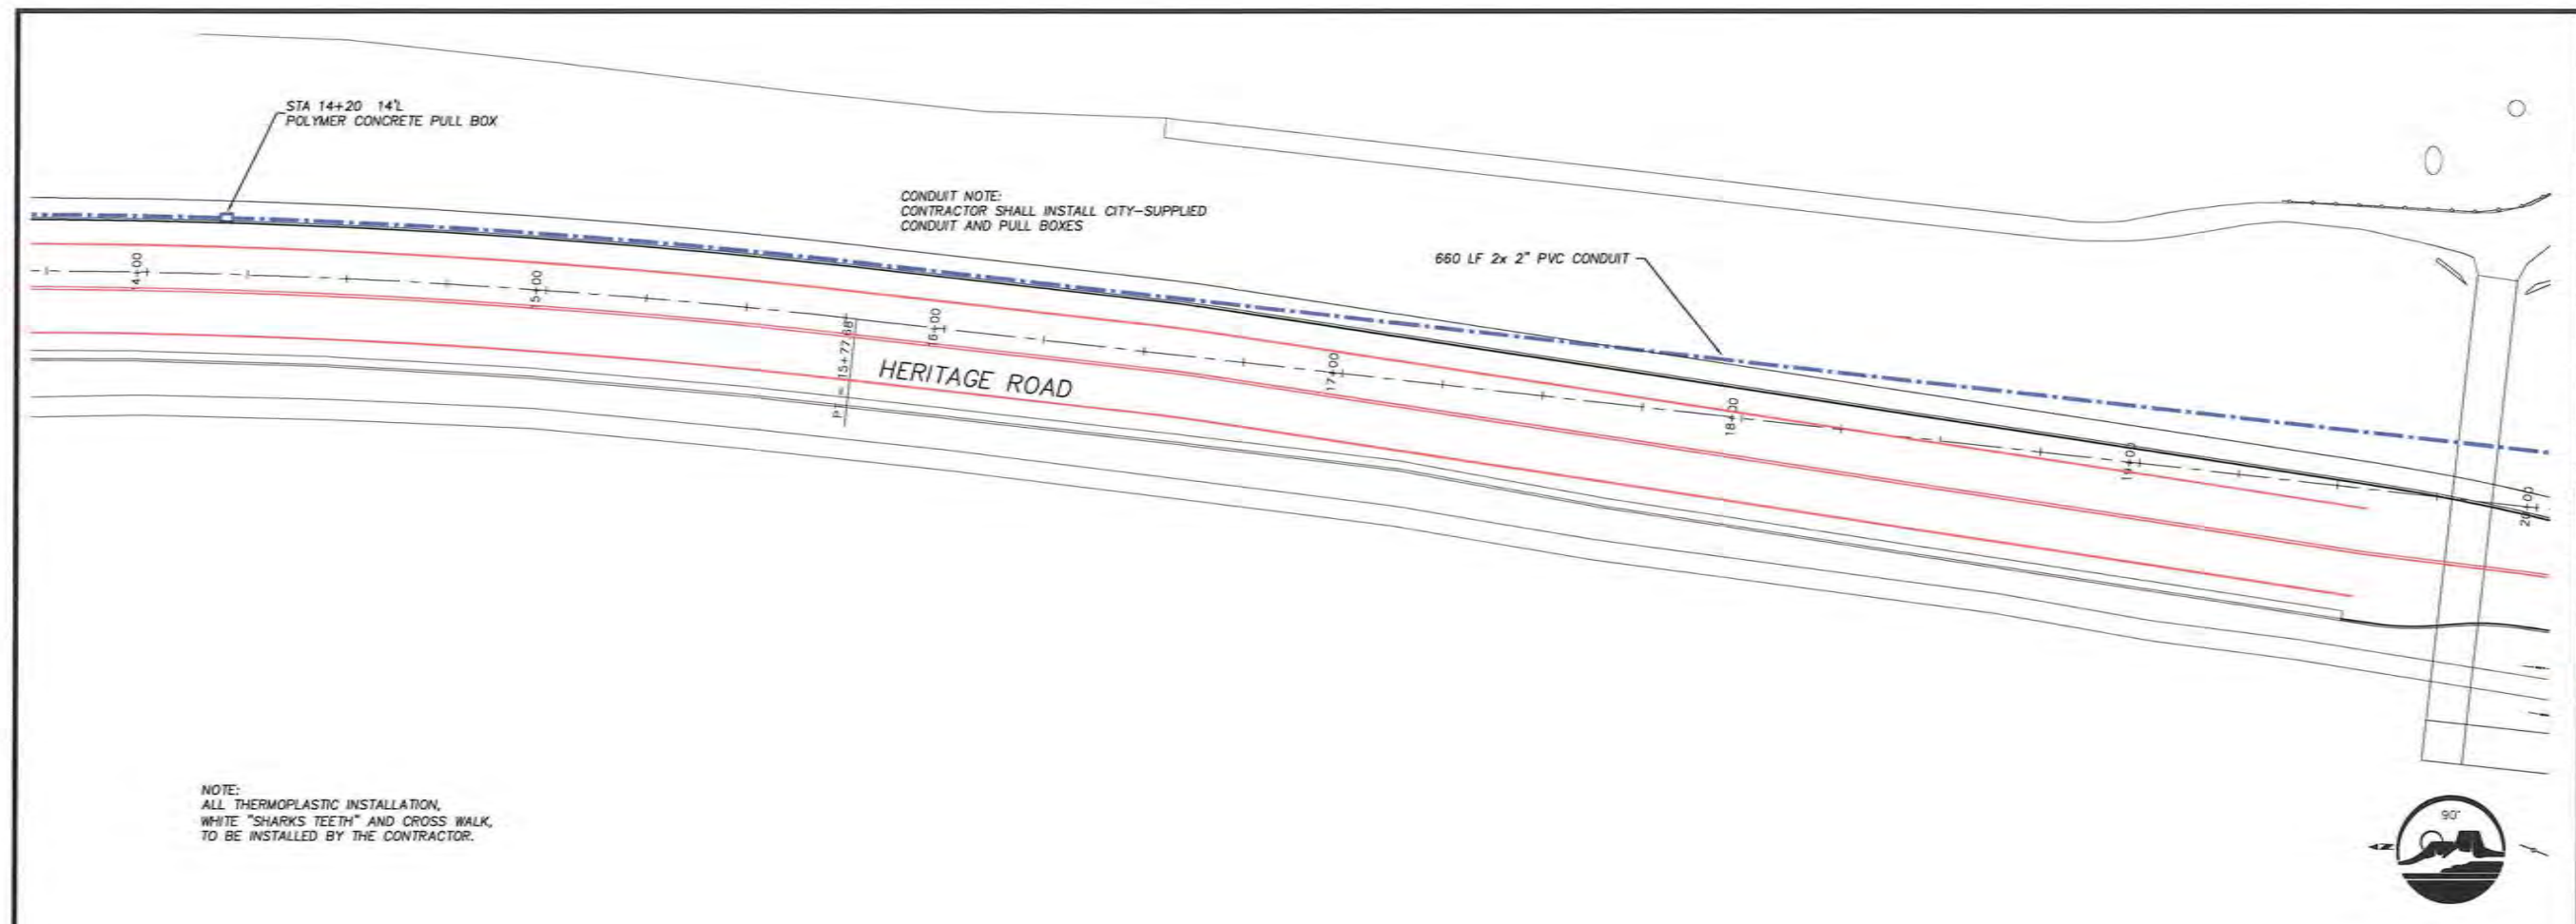 STA 14+20 14'L
POLYMER CONCRETE PULL BOX
CONDUIT NOTE:
CONTRACTOR SHALL INSTALL CITY-SUPPLIED
CONDUIT AND PULL BOXES
660 LF 2x 2" PVC CONDUIT
14+00
15+00
PT = 15+77.68
16+00
17+00
18+00
19+00
20+00
HERITAGE ROAD
NOTE:
ALL THERMOPLASTIC INSTALLATION,
WHITE "SHARKS TEETH" AND CROSS WALK,
TO BE INSTALLED BY THE CONTRACTOR.
90°
N